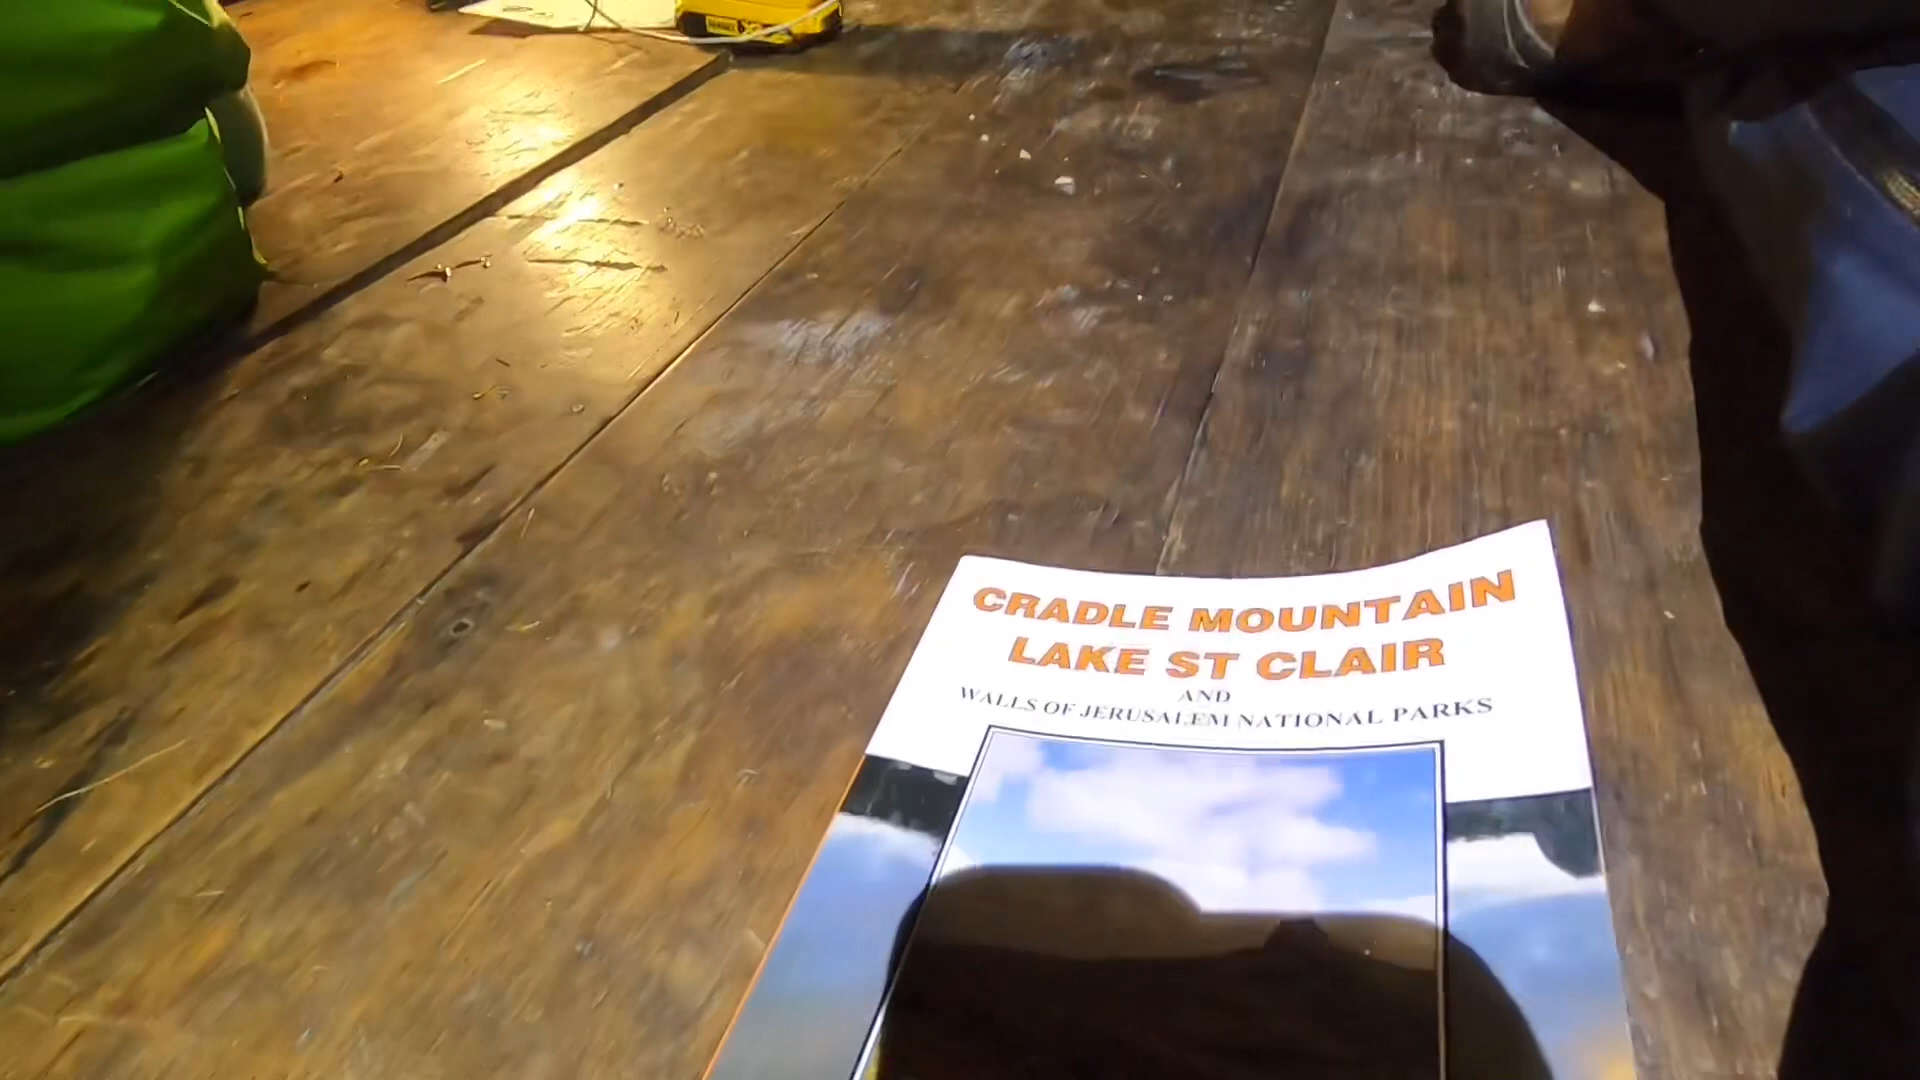 CRADLE MOUNTAIN
LAKE ST CLAIR
AND
WALLS OF JERUSALEM NATIONAL PARKS